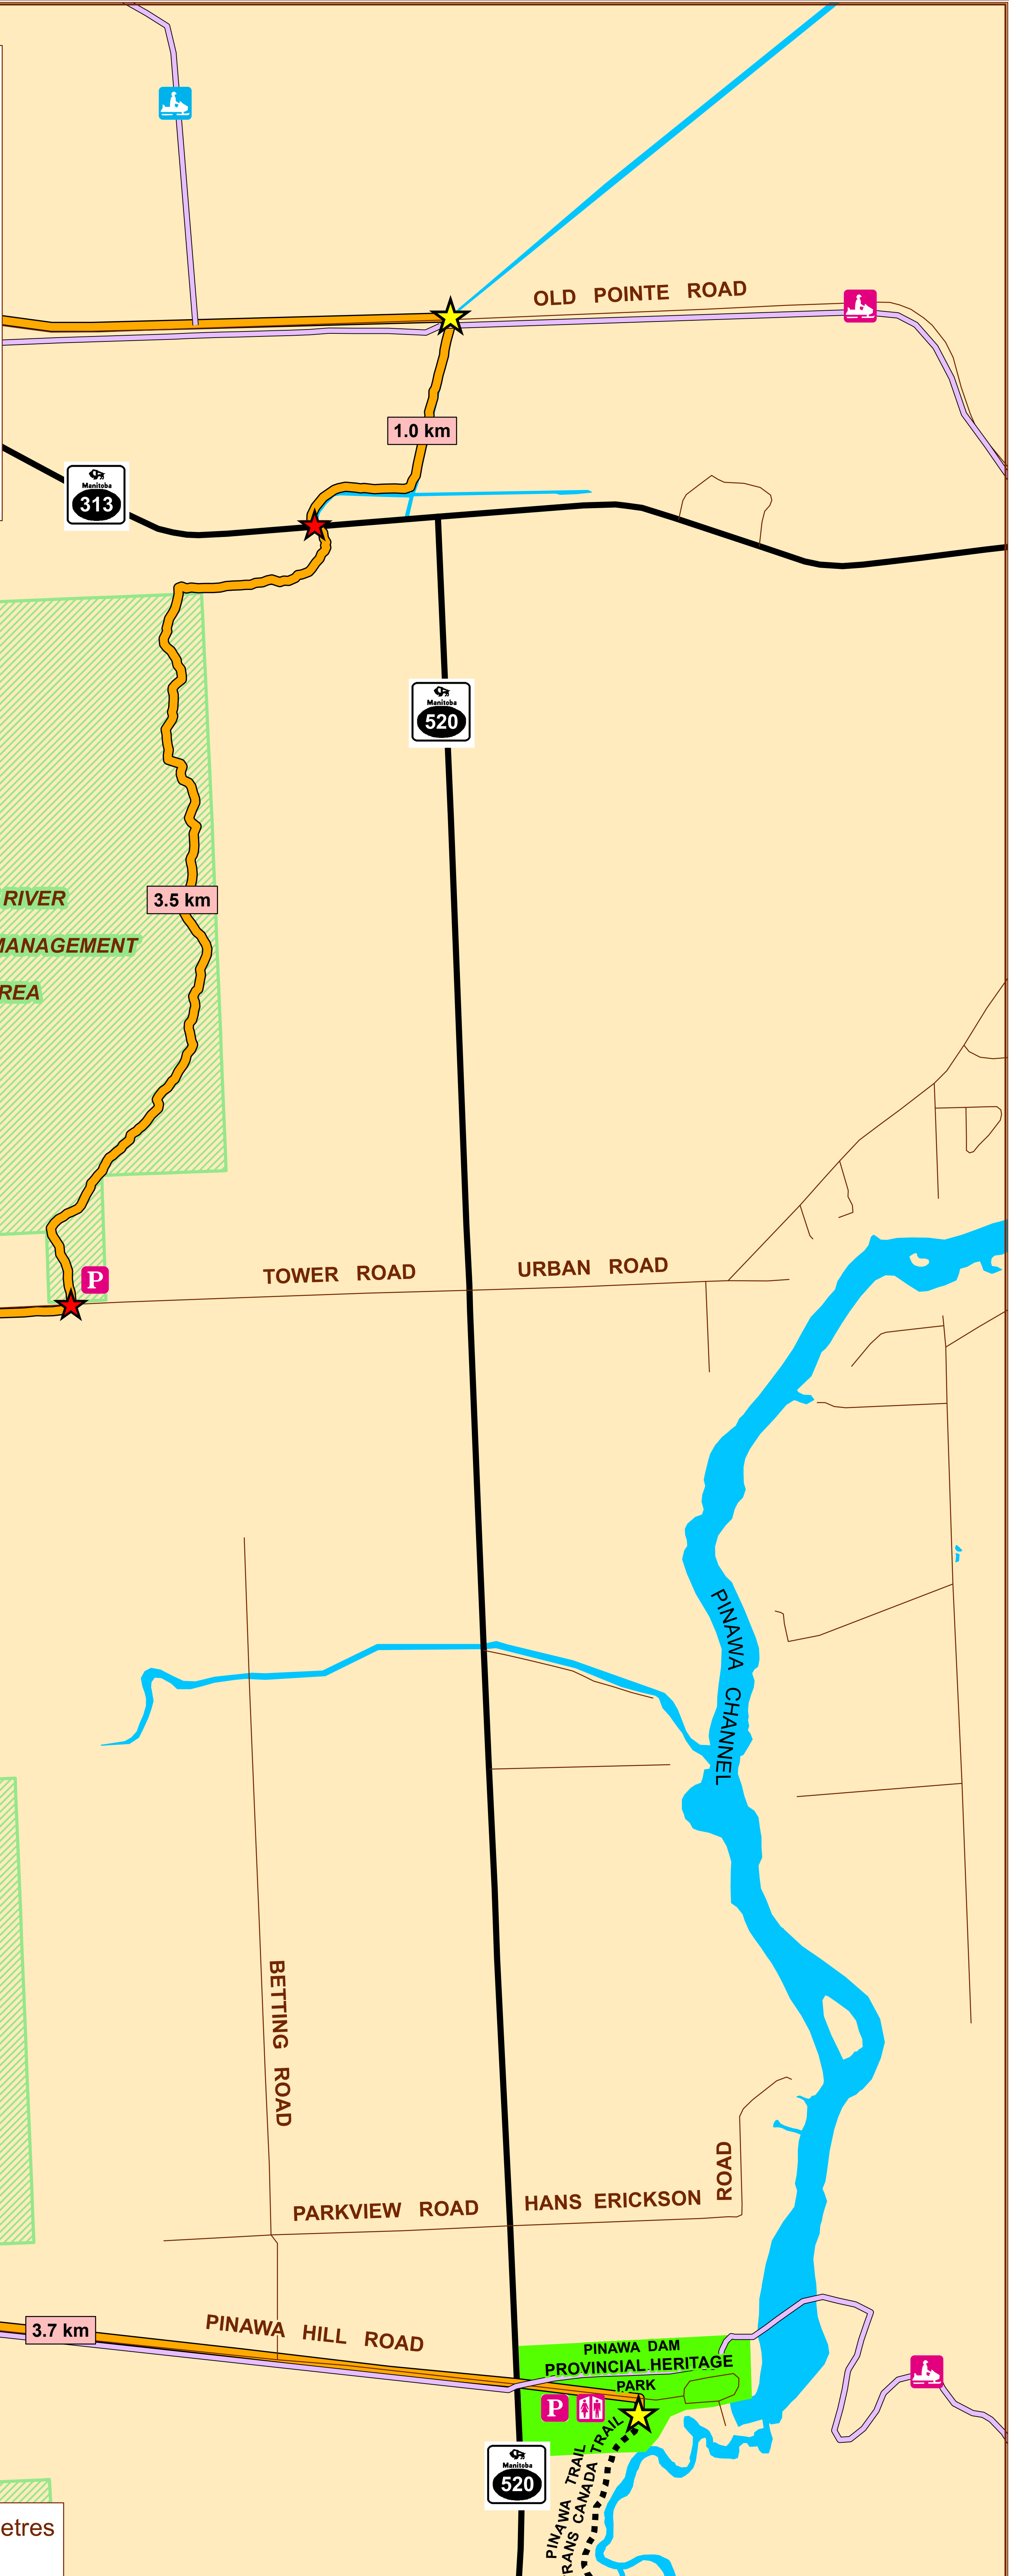 OLD POINTE ROAD
1.0 km
Manitoba
313
Manitoba
520
3.5 km
RIVER
MANAGEMENT
REA
P
TOWER ROAD
URBAN ROAD
PINAWA CHANNEL
BETTING ROAD
PARKVIEW ROAD
HANS ERICKSON ROAD
3.7 km
PINAWA HILL ROAD
PINAWA DAM
PROVINCIAL HERITAGE
PARK
P
PINAWA TRAIL
RANS CANADA TRAIL
Manitoba
520
etres